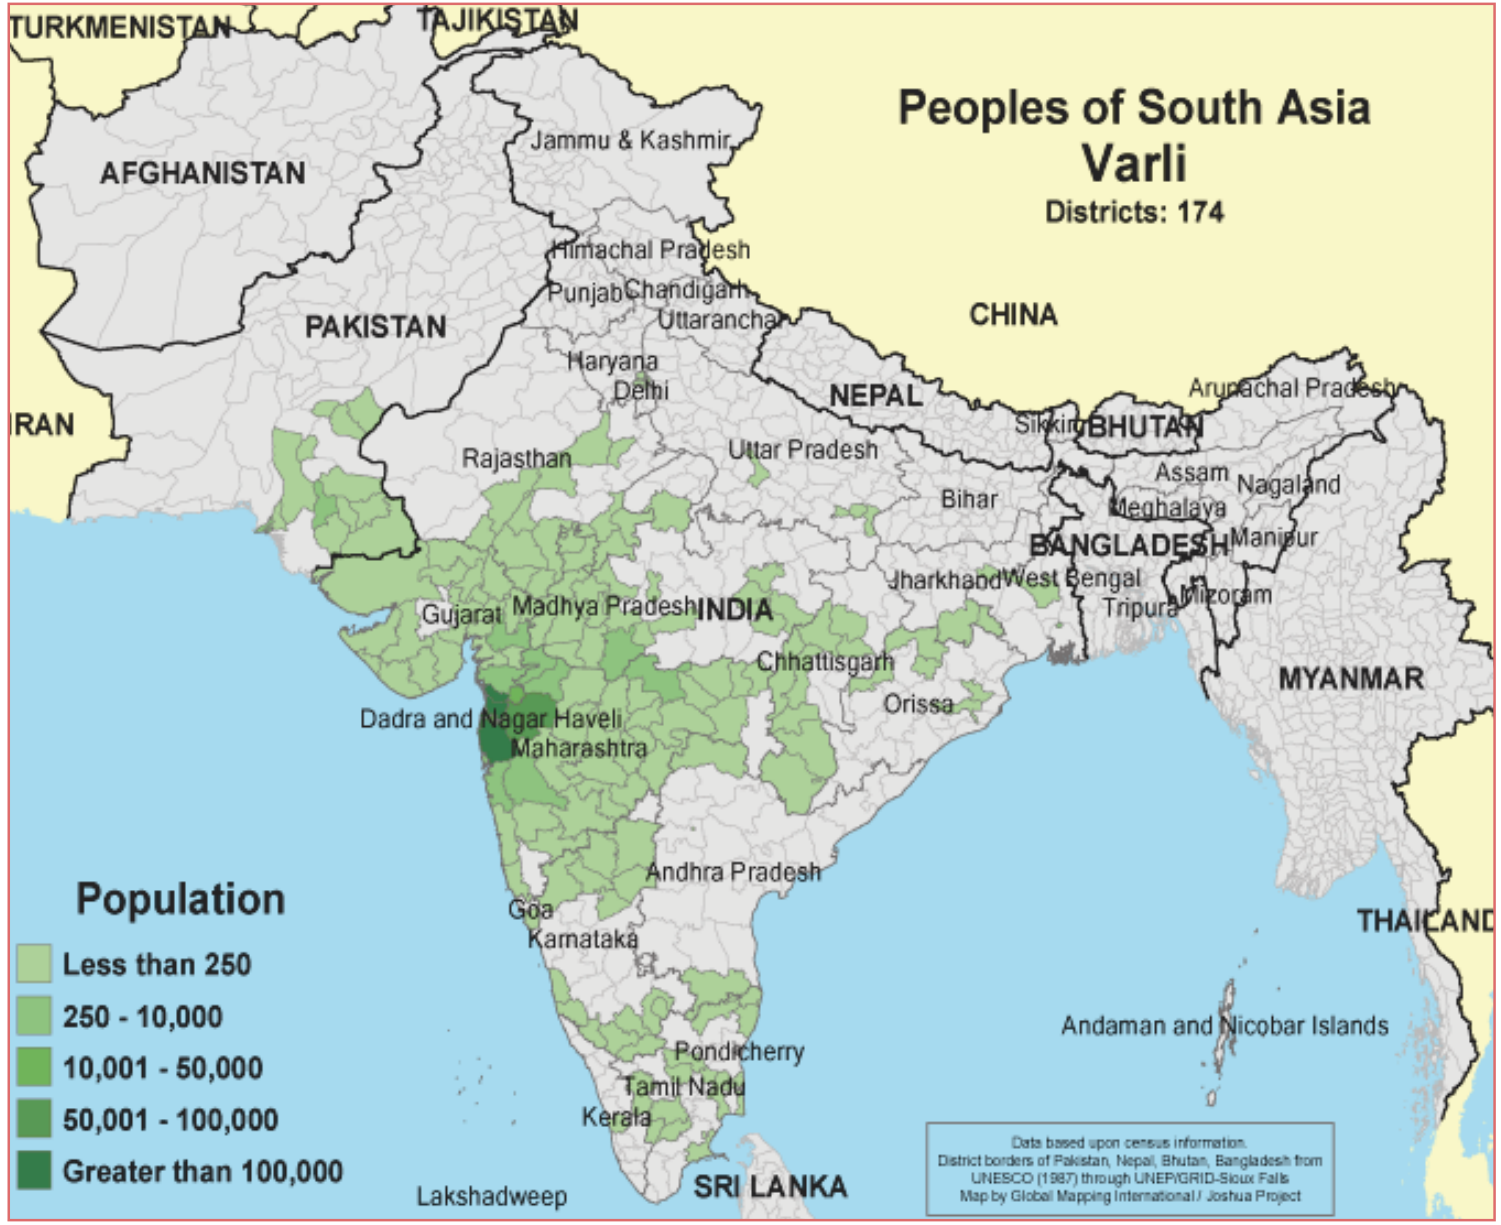 TURKMENISTAN
TAJIKISTAN
Peoples of South Asia
Varli
Districts: 174
Jammu & Kashmir
AFGHANISTAN
Himachal Pradesh
Punjab
Chandigarh
CHINA
PAKISTAN
Uttaranchal
Haryana
Delhi
NEPAL
Arunachal Pradesh
IRAN
Sikkim
BHUTAN
Rajasthan
Uttar Pradesh
Assam
Nagaland
Bihar
Meghalaya
BANGLADESH
Manipur
Jharkhand
West Bengal
Gujarat
Madhya Pradesh
INDIA
Tripura
Mizoram
Chhattisgarh
MYANMAR
Orissa
Dadra and Nagar Haveli
Maharashtra
Andhra Pradesh
Goa
Karnataka
THAILAND
Andaman and Nicobar Islands
Pondicherry
Tamil Nadu
Kerala
Lakshadweep
SRI LANKA
Population
Less than 250
250 - 10,000
10,001 - 50,000
50,001 - 100,000
Greater than 100,000
Data based upon census information.
District borders of Pakistan, Nepal, Bhutan, Bangladesh from
UNESCO (1987) through UNEP/GRID-Sioux Falls
Map by Global Mapping International / Joshua Project